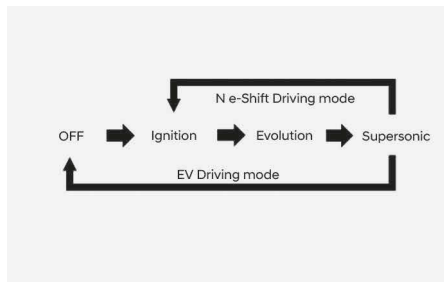 N e-Shift Driving mode
OFF Ignition Evolution Supersonic
EV Driving mode